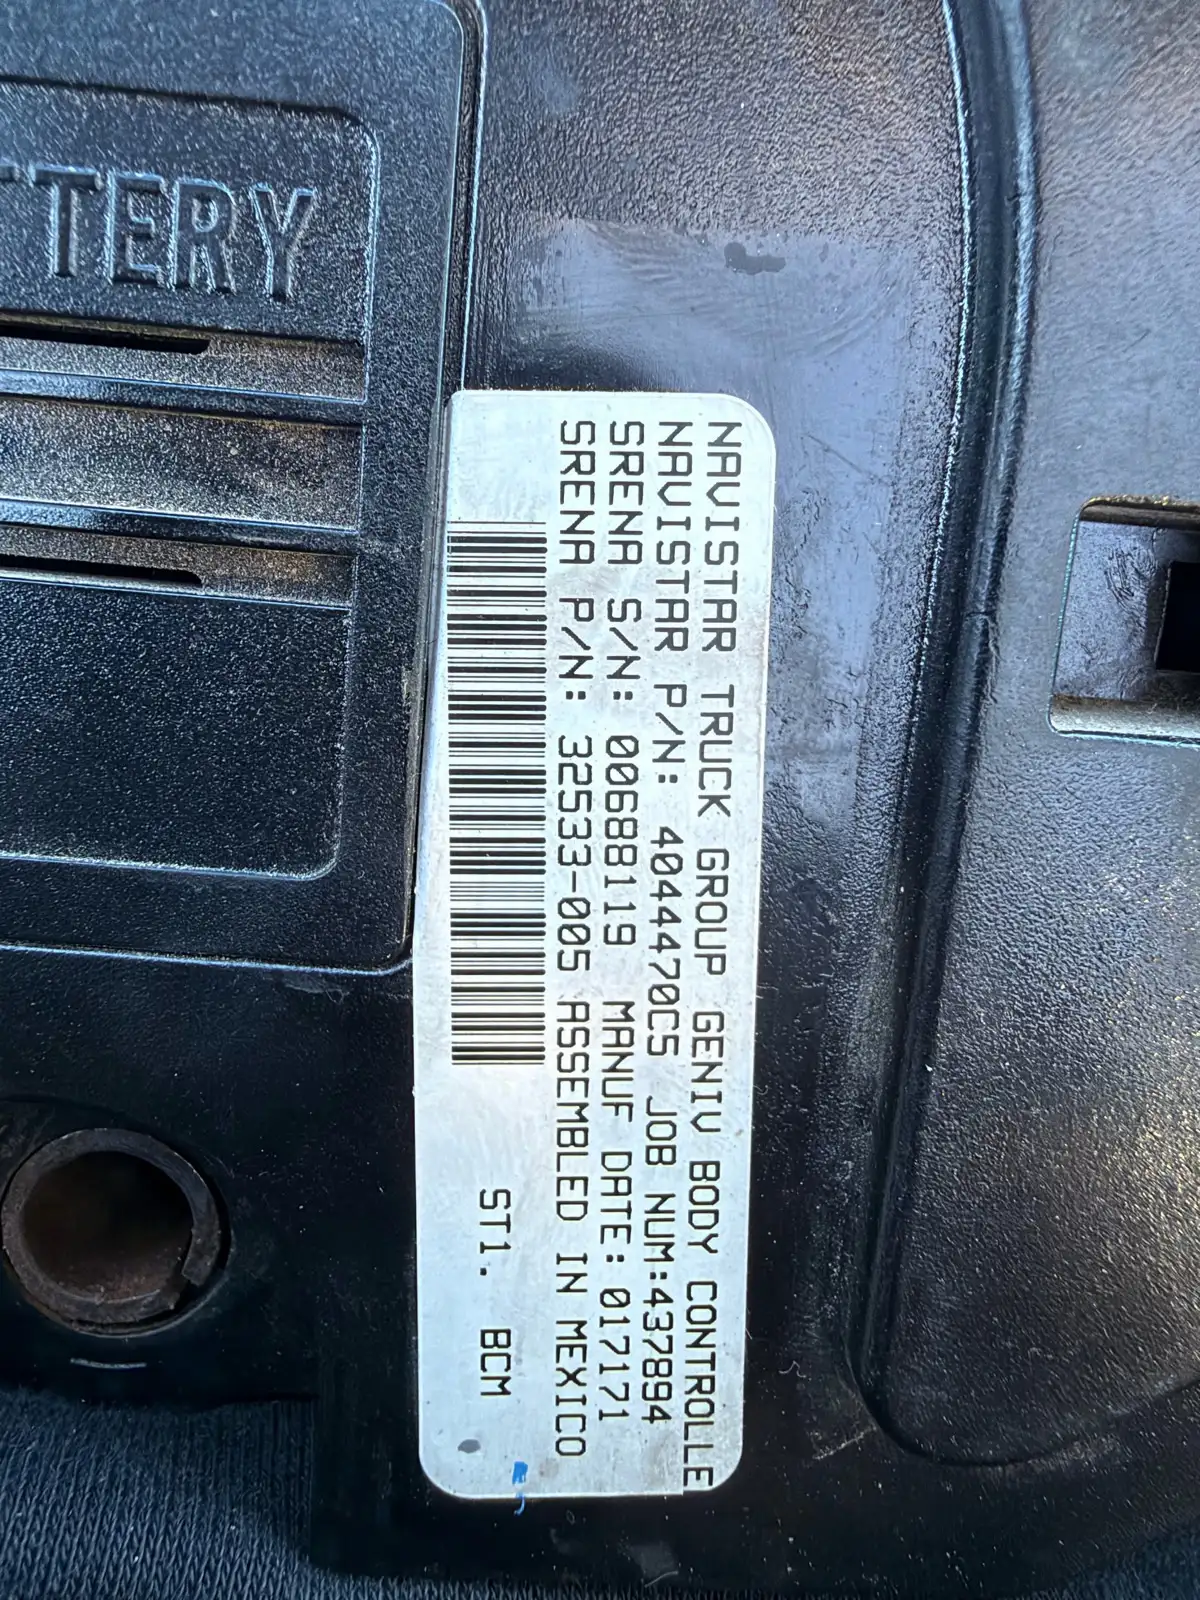 TTERY
NAVISTAR TRUCK GROUP GENIV BODY CONTROLLE
NAVISTAR P/N: 4044470C5 JOB NUM:437894
SRENA S/N: 00688119 MANUF DATE: 017171
SRENA P/N: 32533-005 ASSEMBLED IN MEXICO
ST1. BCM